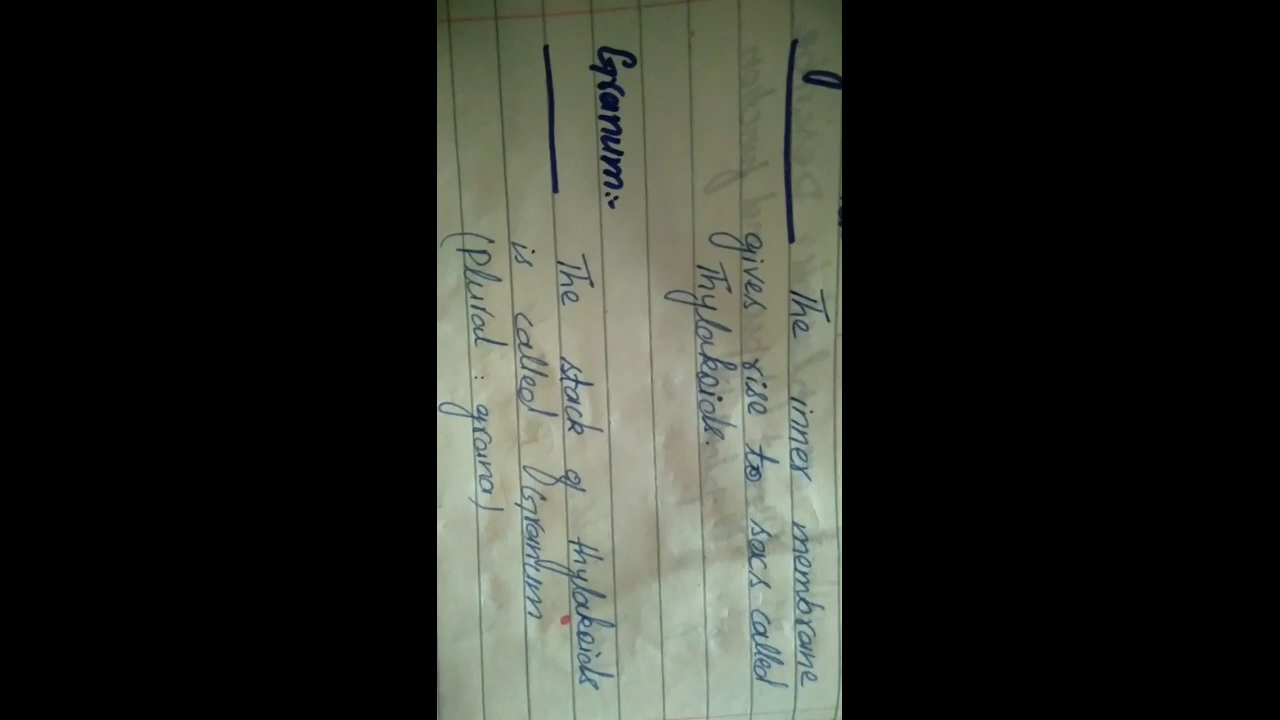 The inner membrane
gives rise to sacs called
Thylakoids.
Granum:-
The stack of thylakoids
is called Granum
(Plural : grana)